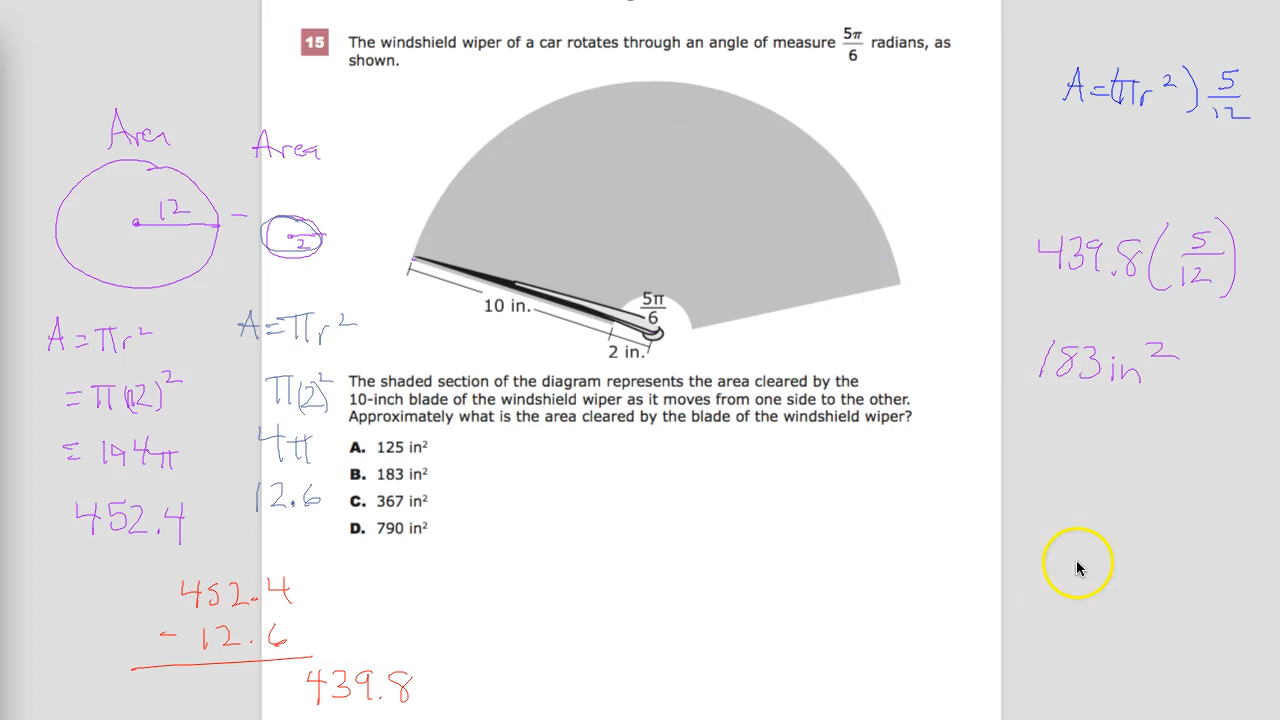 15 The windshield wiper of a car rotates through an angle of measure 5π/6 radians, as
shown.
A=(πr²) 5/12
Area
Area
12
-
2
439.8(5/12)
5π/6
10 in.
2 in.
A=πr²
A=πr²
183in²
The shaded section of the diagram represents the area cleared by the
10-inch blade of the windshield wiper as it moves from one side to the other.
Approximately what is the area cleared by the blade of the windshield wiper?
=π(12)²
π(2)²
A. 125 in²
= 144π
4π
B. 183 in²
C. 367 in²
452.4
12.6
D. 790 in²
452.4
- 12.6
439.8